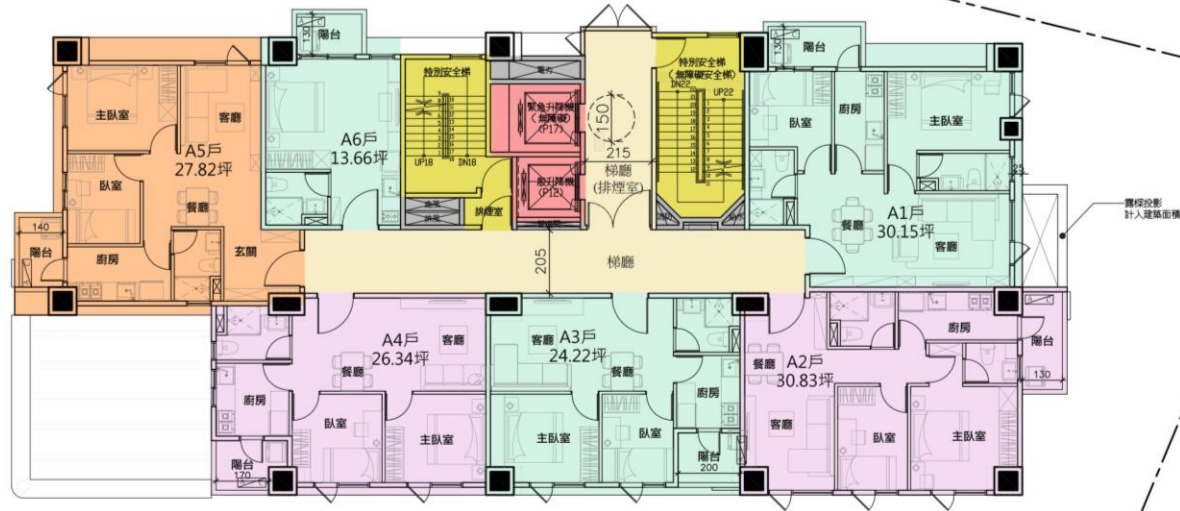 130
陽台
特別安全梯
電力
特別安全梯
(無障礙安全梯)
DN22
UP22
130
陽台
主臥室
客廳
A5戶
27.82坪
A6戶
13.66坪
緊急升降機
(無障礙)
(P17)
150
215
梯廳
(排煙室)
臥室
廚房
主臥室
UP18
DN18
一般升降機
(P12)
排煙室
臥室
餐廳
25
A1戶
30.15坪
餐廳
客廳
露樑投影
計入建築面積
140
陽台
廚房
玄關
205
梯廳
A4戶
26.34坪
客廳
餐廳
A3戶
24.22坪
客廳
餐廳
A2戶
30.83坪
餐廳
廚房
陽台
130
廚房
臥室
主臥室
主臥室
臥室
廚房
客廳
臥室
主臥室
陽台
170
陽台
200